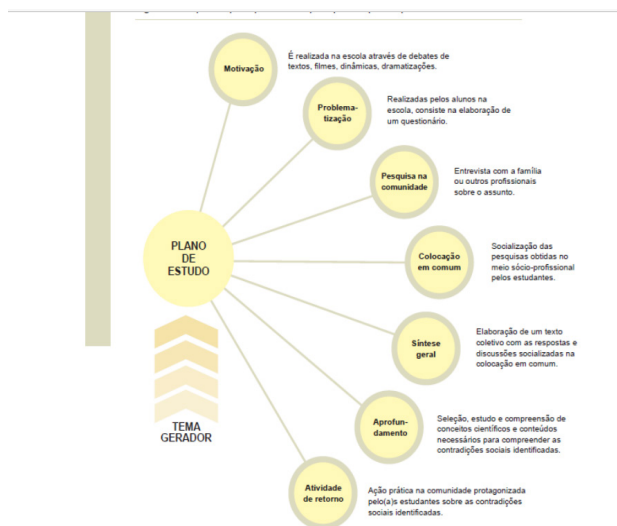 Motivação
É realizada na escola através de debates de
textos, filmes, dinâmicas, dramatizações.
Problema-
tização
Realizadas pelos alunos na
escola, consiste na elaboração de
um questionário.
Pesquisa na
comunidade
Entrevista com a família
ou outros profissionais
sobre o assunto.
PLANO
DE
ESTUDO
Colocação
em comum
Socialização das
pesquisas obtidas no
meio sócio-profissional
pelos estudantes.
Síntese
geral
Elaboração de um texto
coletivo com as respostas e
discussões socializadas na
colocação em comum.
Aprofun-
damento
Seleção, estudo e compreensão de
conceitos científicos e conteúdos
necessários para compreender as
contradições sociais identificadas.
TEMA
GERADOR
Atividade
de retorno
Ação prática na comunidade protagonizada
pelo(a)s estudantes sobre as contradições
sociais identificadas.